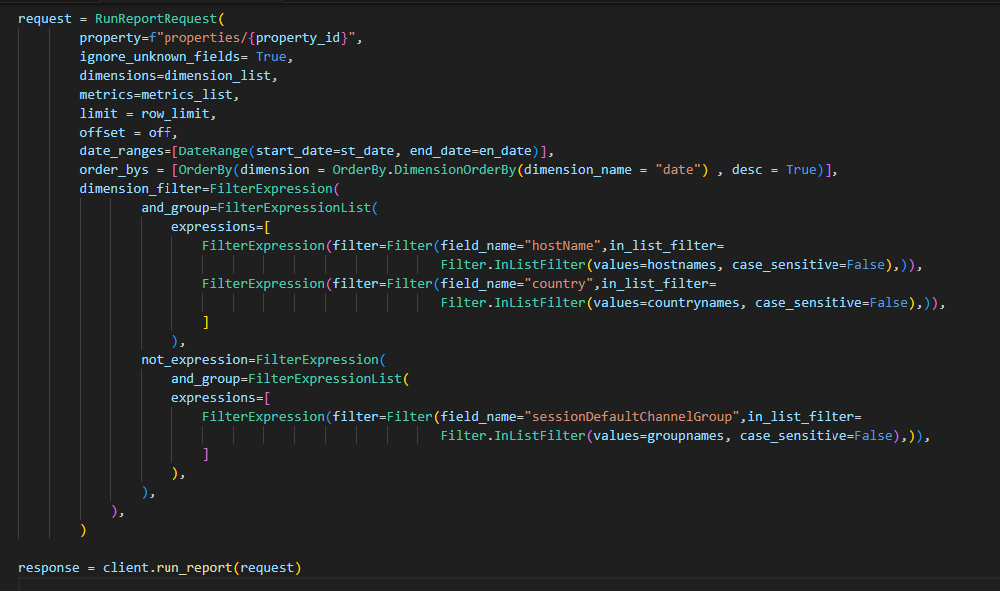 request = RunReportRequest(
property=f"properties/{property_id}",
ignore_unknown_fields= True,
dimensions=dimension_list,
metrics=metrics_list,
limit = row_limit,
offset = off,
date_ranges=[DateRange(start_date=st_date, end_date=en_date)],
order_bys = [OrderBy(dimension = OrderBy.DimensionOrderBy(dimension_name = "date") , desc = True)],
dimension_filter=FilterExpression(
and_group=FilterExpressionList(
expressions=[
FilterExpression(filter=Filter(field_name="hostName",in_list_filter=
Filter.InListFilter(values=hostnames, case_sensitive=False),)),
FilterExpression(filter=Filter(field_name="country",in_list_filter=
Filter.InListFilter(values=countrynames, case_sensitive=False),)),
]
),
not_expression=FilterExpression(
and_group=FilterExpressionList(
expressions=[
FilterExpression(filter=Filter(field_name="sessionDefaultChannelGroup",in_list_filter=
Filter.InListFilter(values=groupnames, case_sensitive=False),)),
]
),
),
),
)
response = client.run_report(request)